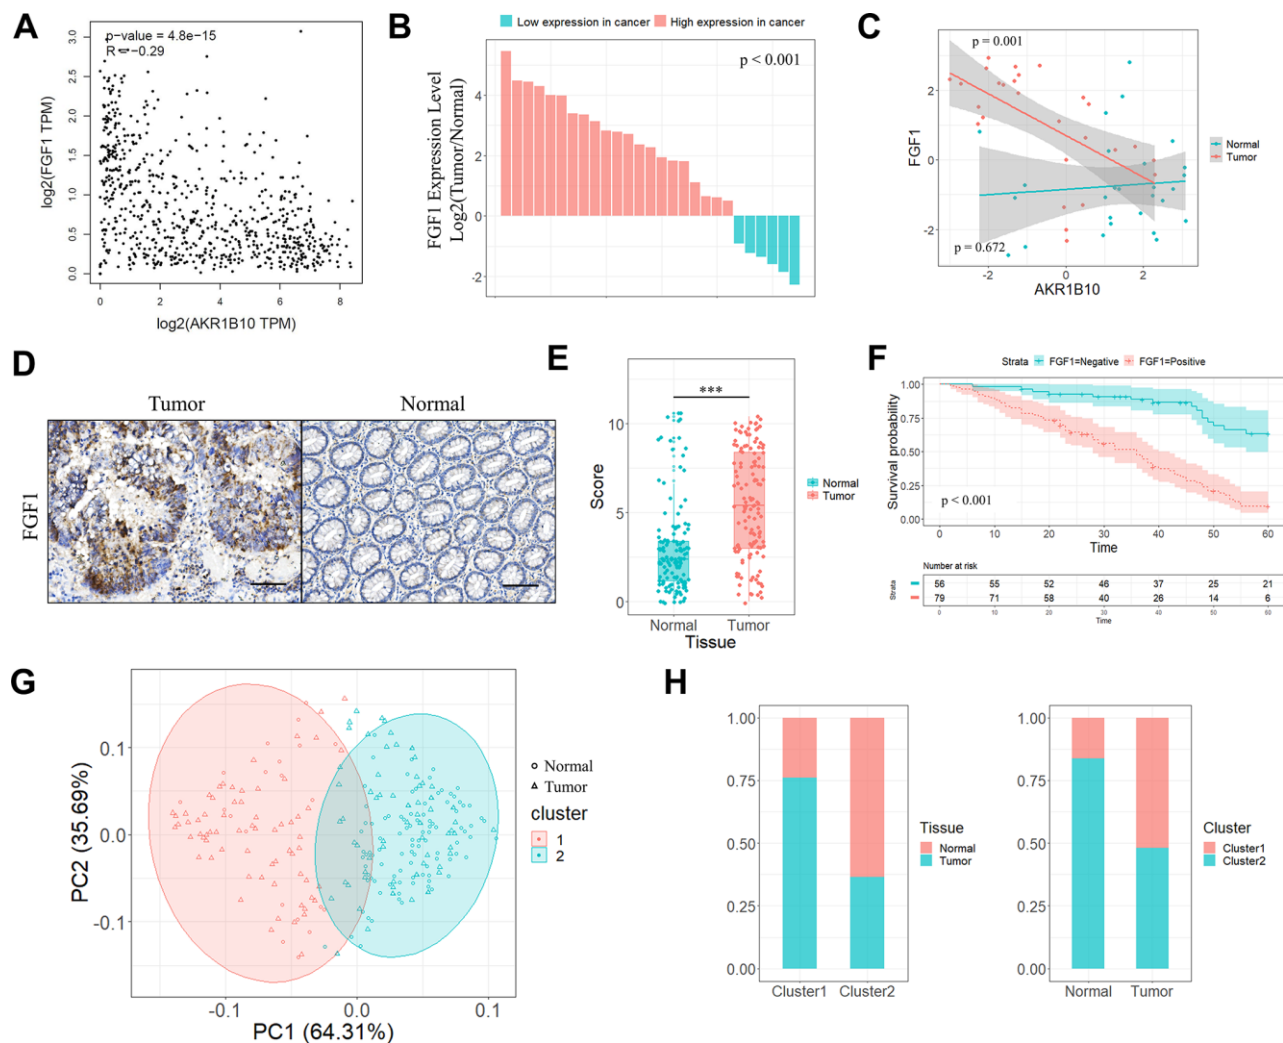 A
p-value = 4.8e-15
R = -0.29
log2(FGF1 TPM)
3.0
2.5
2.0
1.5
1.0
0.5
0.0
0 2 4 6 8
log2(AKR1B10 TPM)
B
Low expression in cancer High expression in cancer
p < 0.001
FGF1 Expression Level
Log2(Tumor/Normal)
4
2
0
-2
C
p = 0.001
FGF1
2
0
-2
p = 0.672
-2 0 2
AKR1B10
Normal
Tumor
D
Tumor Normal
FGF1
E
***
Score
10
5
0
Normal Tumor
Tissue
Normal
Tumor
F
Strata FGF1=Negative FGF1=Positive
Survival probability
1.00
0.75
0.50
0.25
0.00
p < 0.001
0 10 20 30 40 50 60
Time
Number at risk
Strata
56 55 52 46 37 25 21
79 71 58 40 26 14 6
0 10 20 30 40 50 60
Time
G
PC2 (35.69%)
0.1
0.0
-0.1
-0.1 0.0 0.1
PC1 (64.31%)
Normal
Tumor
cluster
1
2
H
1.00
0.75
0.50
0.25
0.00
Cluster1 Cluster2
Tissue
Normal
Tumor
1.00
0.75
0.50
0.25
0.00
Normal Tumor
Cluster
Cluster1
Cluster2